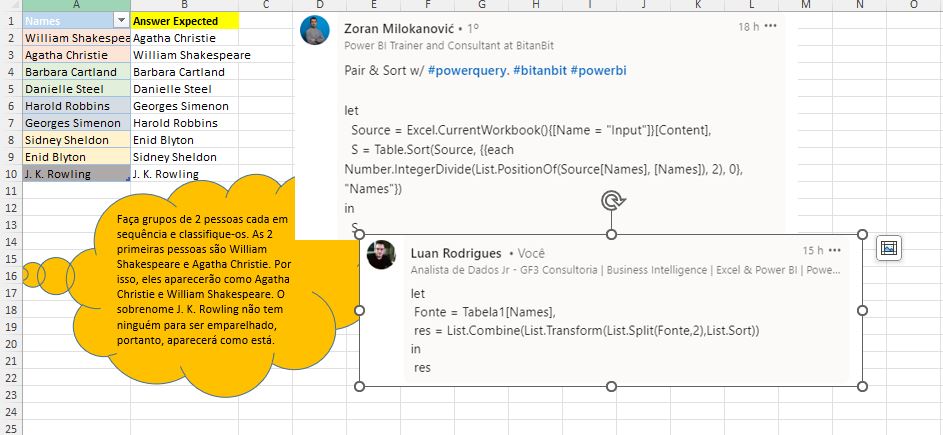 A B C D E F G H I J K L M N O
1 Names Answer Expected
2 William Shakespea Agatha Christie
3 Agatha Christie William Shakespeare
4 Barbara Cartland Barbara Cartland
5 Danielle Steel Danielle Steel
6 Harold Robbins Georges Simenon
7 Georges Simenon Harold Robbins
8 Sidney Sheldon Enid Blyton
9 Enid Blyton Sidney Sheldon
10 J. K. Rowling J. K. Rowling
11
12
13
14
15
16
17
18
19
20
21
22
23
24
25
Faça grupos de 2 pessoas cada em
sequência e classifique-os. As 2
primeiras pessoas são William
Shakespeare e Agatha Christie. Por
isso, eles aparecerão como Agatha
Christie e William Shakespeare. O
sobrenome J. K. Rowling não tem
ninguém para ser emparelhado,
portanto, aparecerá como está.
Zoran Milokanović • 1º 18 h •••
Power BI Trainer and Consultant at BitanBit
Pair & Sort w/ #powerquery. #bitanbit #powerbi
let
Source = Excel.CurrentWorkbook(){[Name = "Input"]}[Content],
S = Table.Sort(Source, {{each
Number.IntegerDivide(List.PositionOf(Source[Names], [Names]), 2), 0},
"Names"})
in
S
Luan Rodrigues • Você 15 h •••
Analista de Dados Jr - GF3 Consultoria | Business Intelligence | Excel & Power BI | Powe...
let
Fonte = Tabela1[Names],
res = List.Combine(List.Transform(List.Split(Fonte,2),List.Sort))
in
res